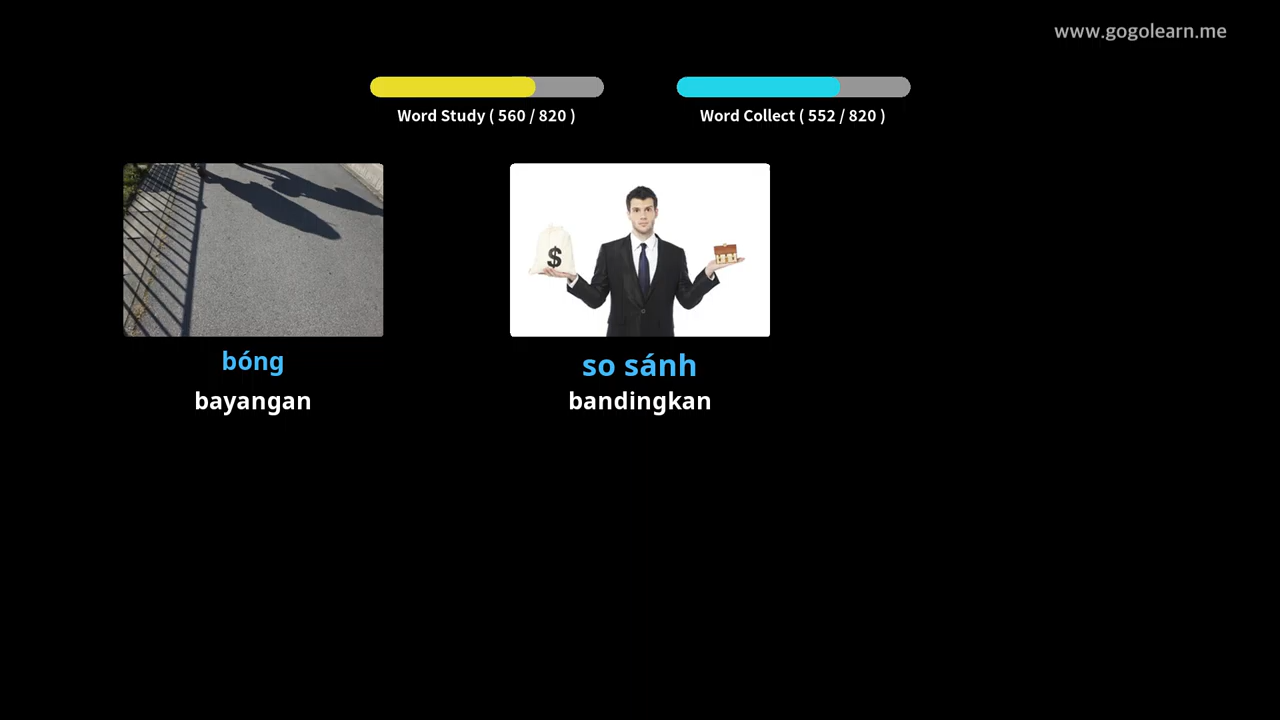 www.gogolearn.me
Word Study ( 560 / 820 )
Word Collect ( 552 / 820 )
$
bóng
bayangan
so sánh
bandingkan